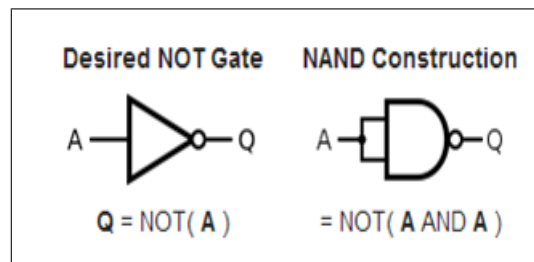 Desired NOT Gate NAND Construction
A Q A Q
Q = NOT( A ) = NOT( A AND A )